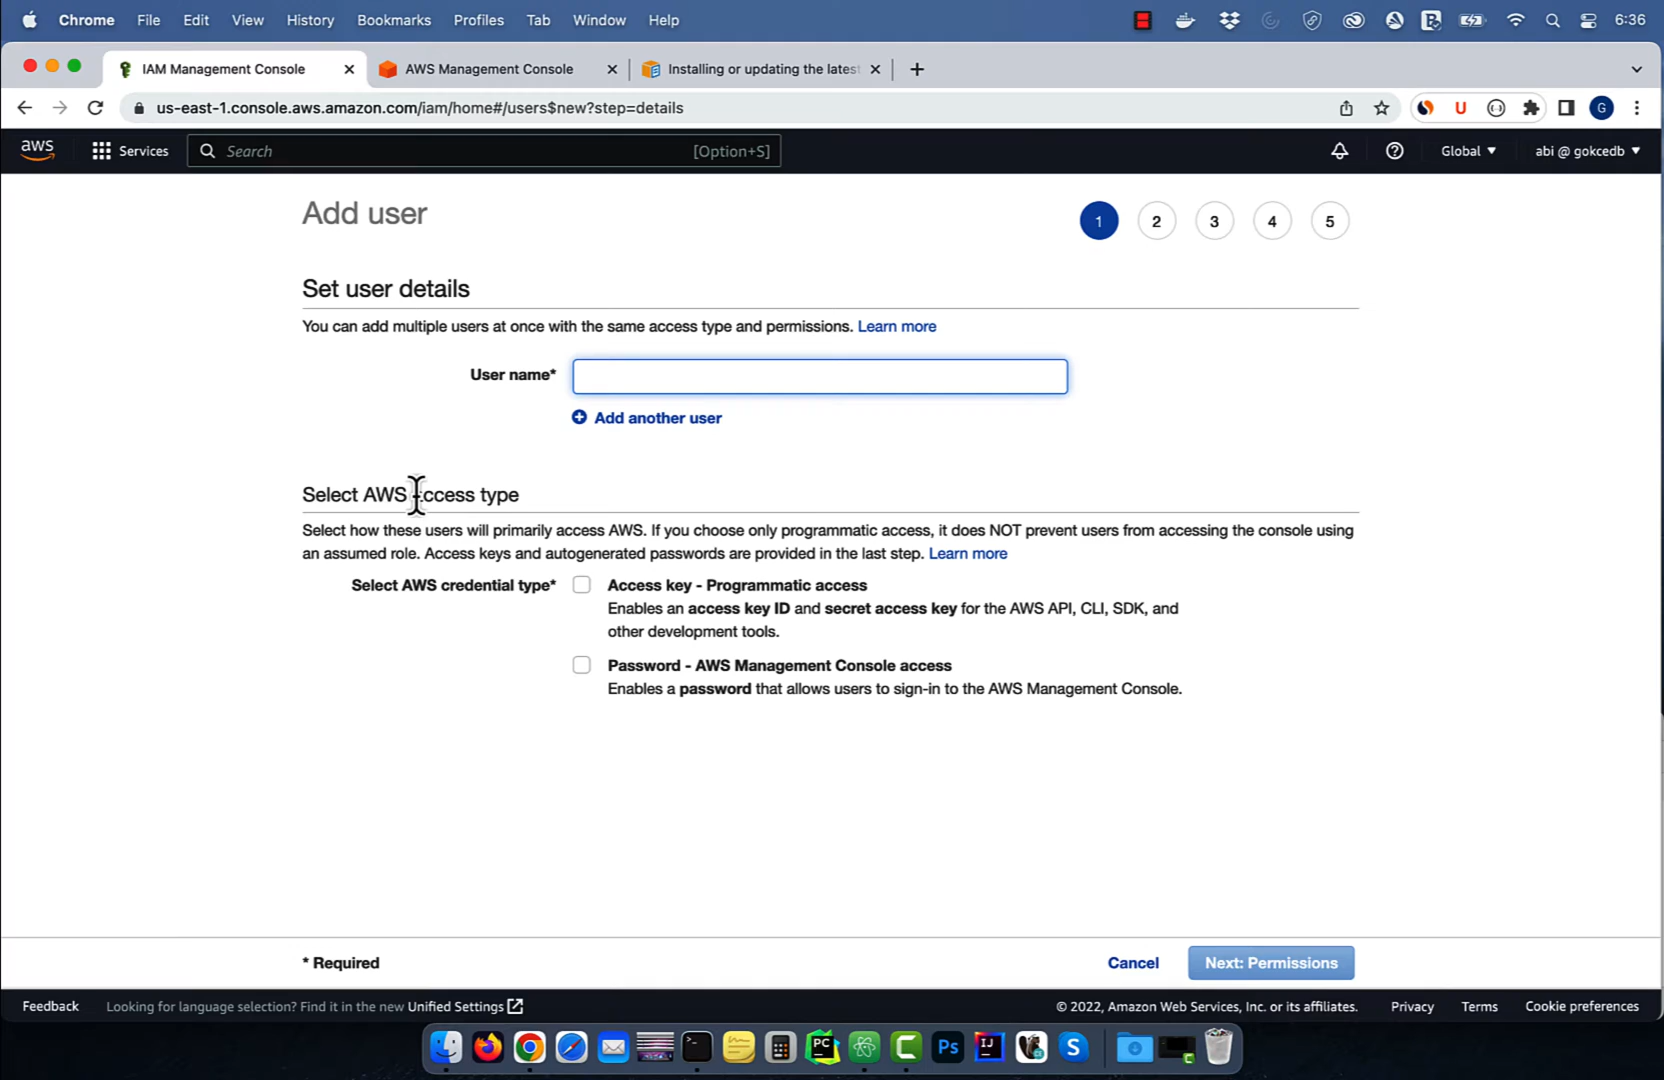 Chrome File Edit View History Bookmarks Profiles Tab Window Help 6:36
IAM Management Console AWS Management Console Installing or updating the latest
us-east-1.console.aws.amazon.com/iam/home#/users$new?step=details U G
aws Services Search [Option+S] Global abi @ gokcedb
Add user 1 2 3 4 5
Set user details
You can add multiple users at once with the same access type and permissions. Learn more
User name*
Add another user
Select AWS access type
Select how these users will primarily access AWS. If you choose only programmatic access, it does NOT prevent users from accessing the console using
an assumed role. Access keys and autogenerated passwords are provided in the last step. Learn more
Select AWS credential type* Access key - Programmatic access
Enables an access key ID and secret access key for the AWS API, CLI, SDK, and
other development tools.
Password - AWS Management Console access
Enables a password that allows users to sign-in to the AWS Management Console.
* Required Cancel Next: Permissions
Feedback Looking for language selection? Find it in the new Unified Settings © 2022, Amazon Web Services, Inc. or its affiliates. Privacy Terms Cookie preferences
PC Ps IJ